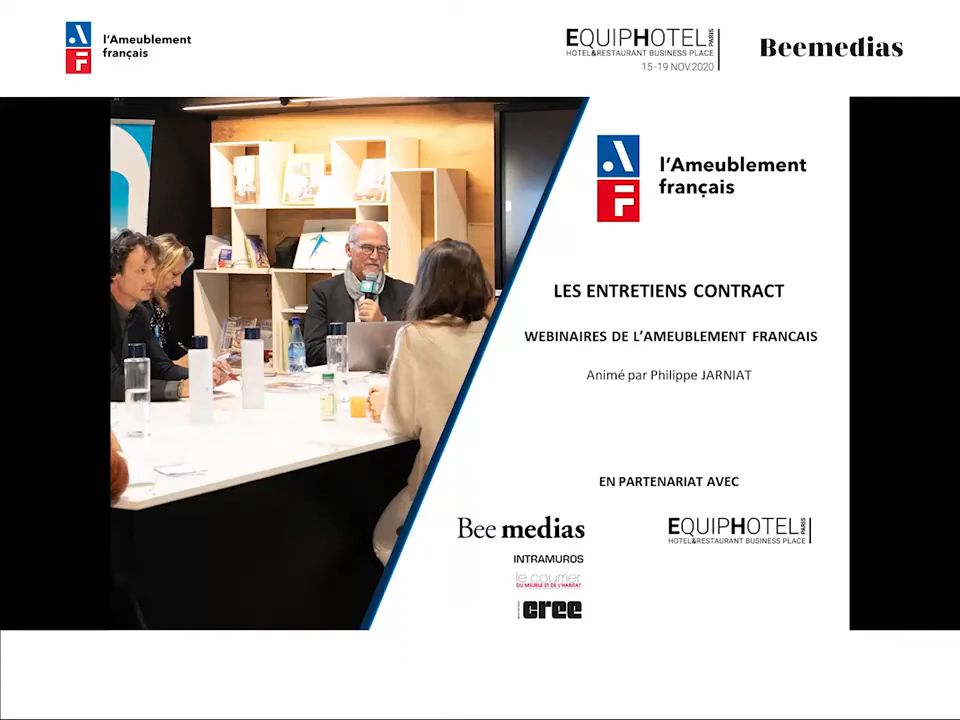 l'Ameublement
français
EQUIPHOTEL PARIS
HOTEL&RESTAURANT BUSINESS PLACE
15-19 NOV.2020
Beemedias
l'Ameublement
français
LES ENTRETIENS CONTRACT
WEBINAIRES DE L'AMEUBLEMENT FRANCAIS
Animé par Philippe JARNIAT
EN PARTENARIAT AVEC
Bee medias
EQUIPHOTEL PARIS
HOTEL&RESTAURANT BUSINESS PLACE
INTRAMUROS
le courrier
DU MEUBLE ET DE L'HABITAT
cree